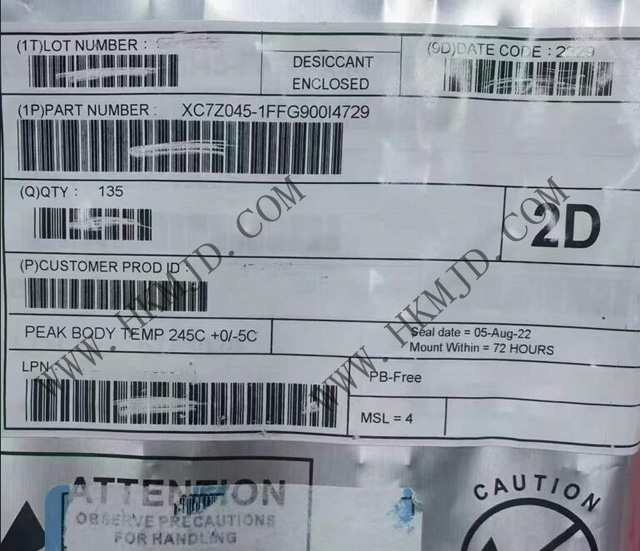 (1T)LOT NUMBER :
DESICCANT
ENCLOSED
(9D)DATE CODE : 2229
(1P)PART NUMBER: XC7Z045-1FFG900I4729
(Q)QTY : 135
2D
(P)CUSTOMER PROD ID
PEAK BODY TEMP 245C +0/-5C
Seal date = 05-Aug-22
Mount Within = 72 HOURS
LPN
PB-Free
MSL = 4
WWW.HKMJD.COM
WWW.HKMJD.COM
ATTENTION
OBSERVE PRECAUTIONS
FOR HANDLING
CAUTION